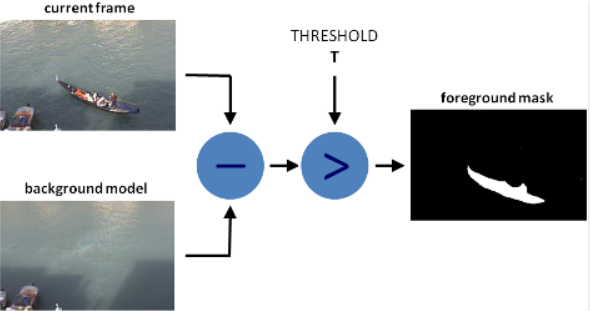 current frame
THRESHOLD
T
foreground mask
−
>
background model